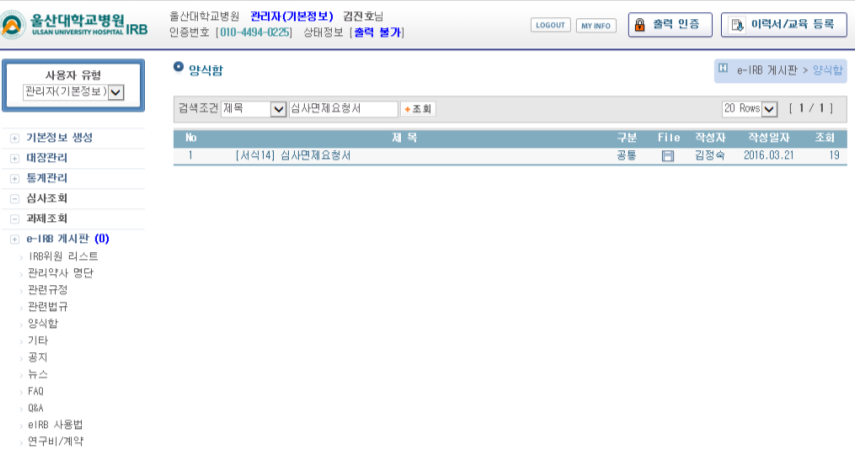 울산대학교병원 IRB
ULSAN UNIVERSITY HOSPITAL
울산대학교병원 관리자(기본정보) 김진호님
인증번호 [010-4494-0225] 상태정보 [출력 불가]
LOGOUT MY INFO 출력 인증 이력서/교육 등록
사용자 유형
관리자(기본정보)
기본정보 생성
대장관리
통계관리
심사조회
과제조회
e-IRB 게시판 (0)
IRB위원 리스트
관리약사 명단
관련규정
관련법규
양식함
기타
공지
뉴스
FAQ
Q&A
eIRB 사용법
연구비/계약
양식함
e-IRB 게시판 > 양식함
검색조건 제목 심사면제요청서 +조회 20 Rows [ 1 / 1 ]
No 제 목 구분 File 작성자 작성일자 조회
1 [서식14] 심사면제요청서 공통 김정숙 2016.03.21 19